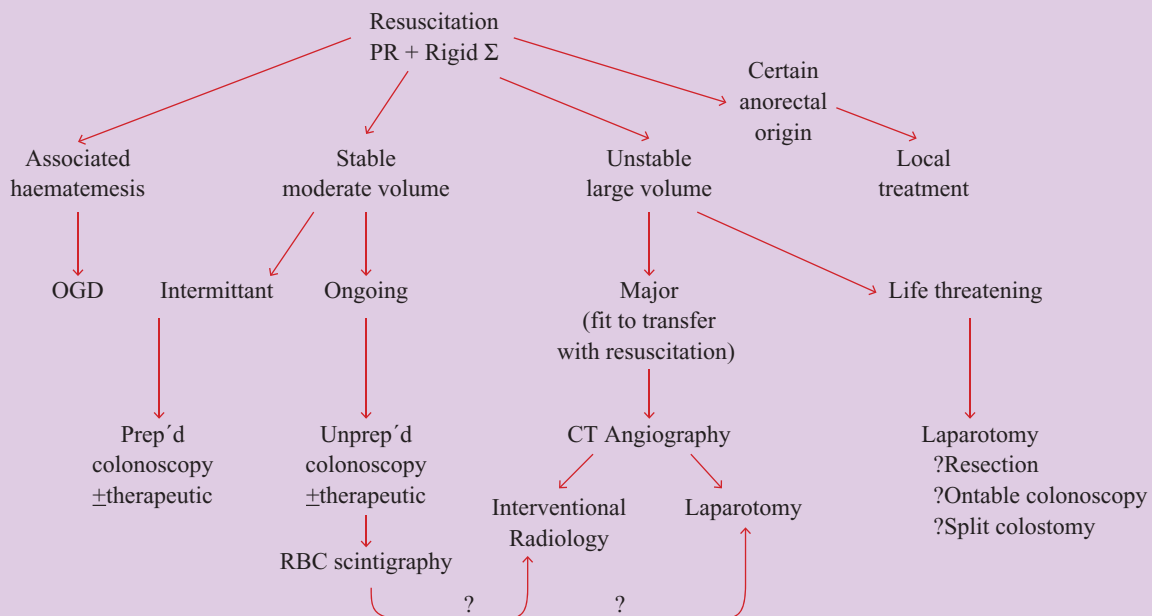 Resuscitation
PR + Rigid Σ
Certain
anorectal
origin
Associated
haematemesis
Stable
moderate volume
Unstable
large volume
Local
treatment
OGD
Intermittant
Ongoing
Major
(fit to transfer
with resuscitation)
Life threatening
Prep´d
colonoscopy
±therapeutic
Unprep´d
colonoscopy
±therapeutic
CT Angiography
Laparotomy
?Resection
?Ontable colonoscopy
?Split colostomy
Interventional
Radiology
Laparotomy
RBC scintigraphy
?
?